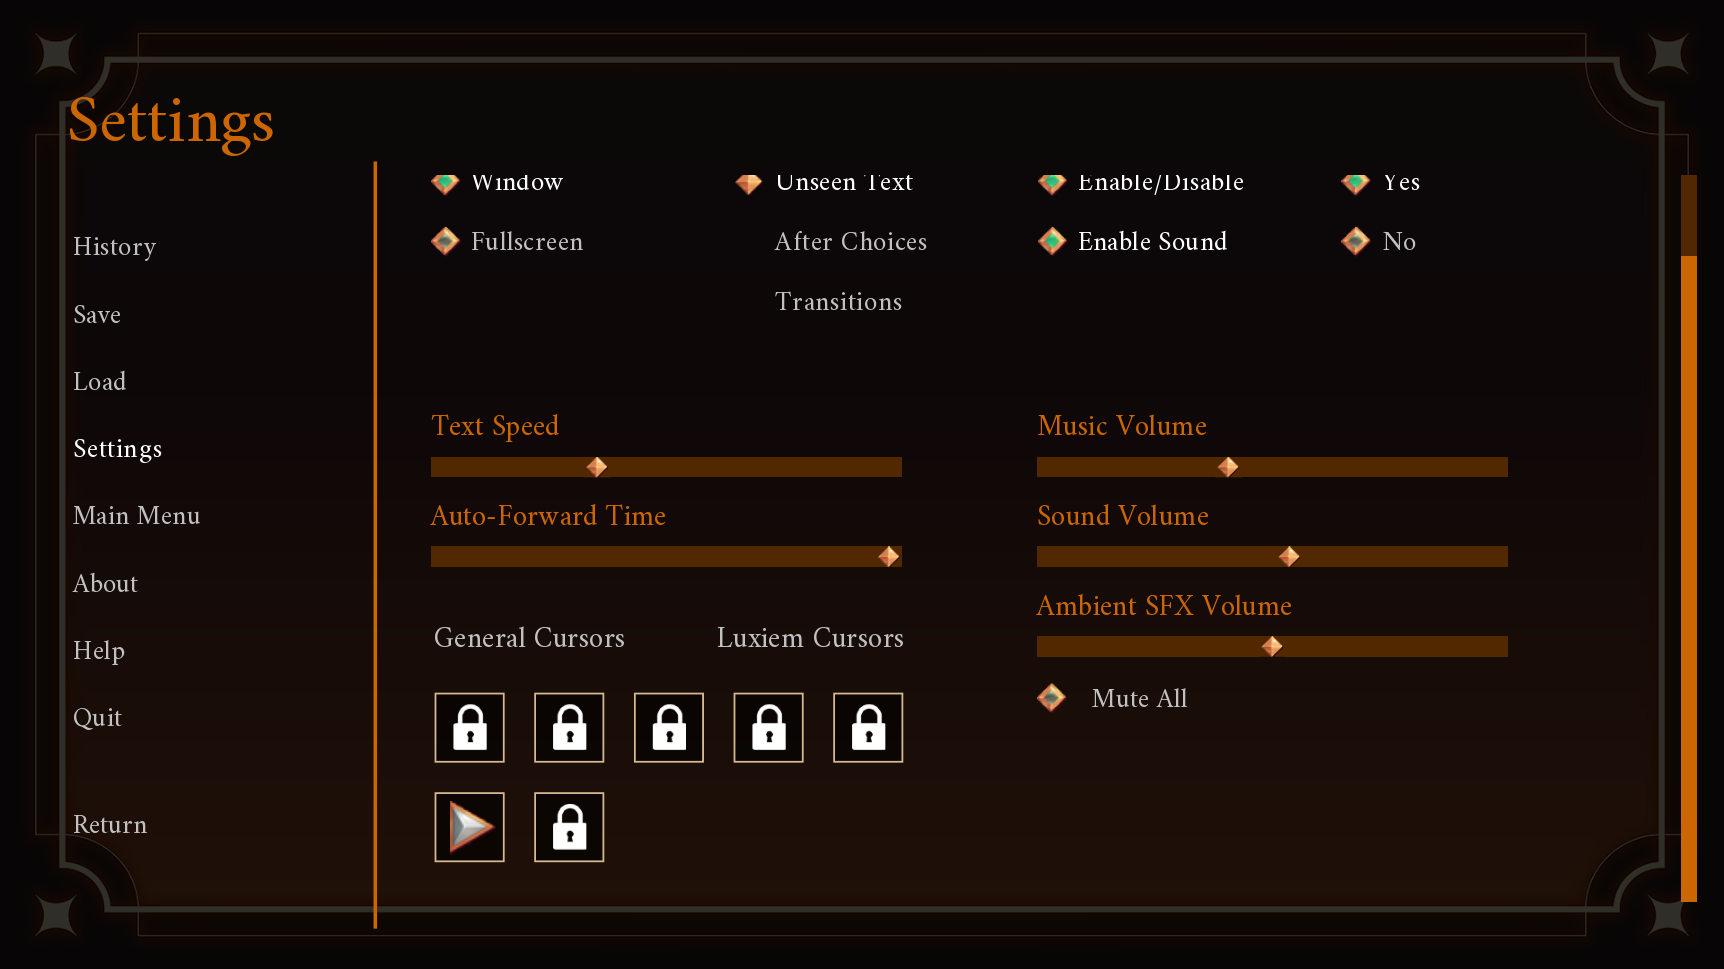 Settings
History
Save
Load
Settings
Main Menu
About
Help
Quit
Return
Window
Fullscreen
Unseen Text
After Choices
Transitions
Enable/Disable
Enable Sound
Yes
No
Text Speed
Auto-Forward Time
General Cursors
Luxiem Cursors
Music Volume
Sound Volume
Ambient SFX Volume
Mute All